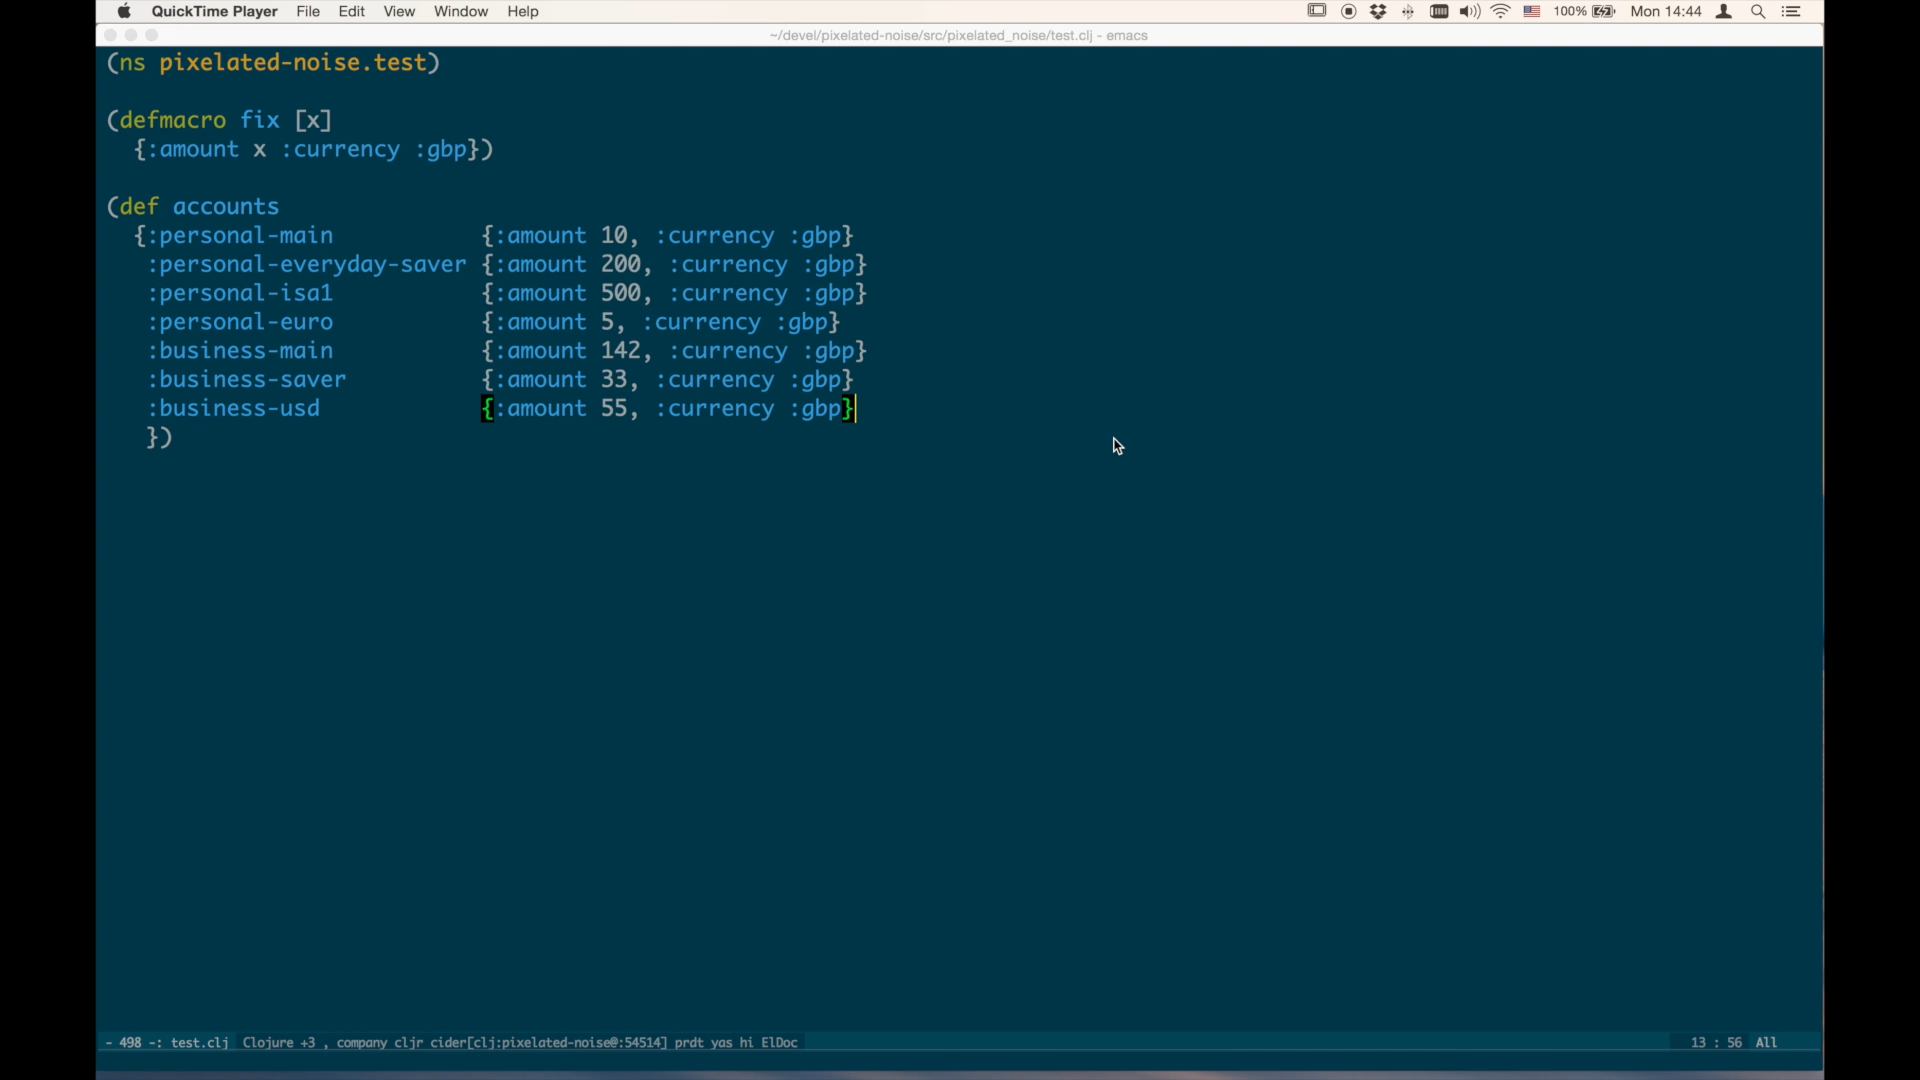 QuickTime Player File Edit View Window Help 100% Mon 14:44
~/devel/pixelated-noise/src/pixelated_noise/test.clj - emacs
(ns pixelated-noise.test)
(defmacro fix [x]
{:amount x :currency :gbp})
(def accounts
{:personal-main {:amount 10, :currency :gbp}
:personal-everyday-saver {:amount 200, :currency :gbp}
:personal-isa1 {:amount 500, :currency :gbp}
:personal-euro {:amount 5, :currency :gbp}
:business-main {:amount 142, :currency :gbp}
:business-saver {:amount 33, :currency :gbp}
:business-usd {:amount 55, :currency :gbp}
})
- 498 -: test.clj Clojure +3 , company cljr cider[clj:pixelated-noise@:54514] prdt yas hi ElDoc 13 : 56 All